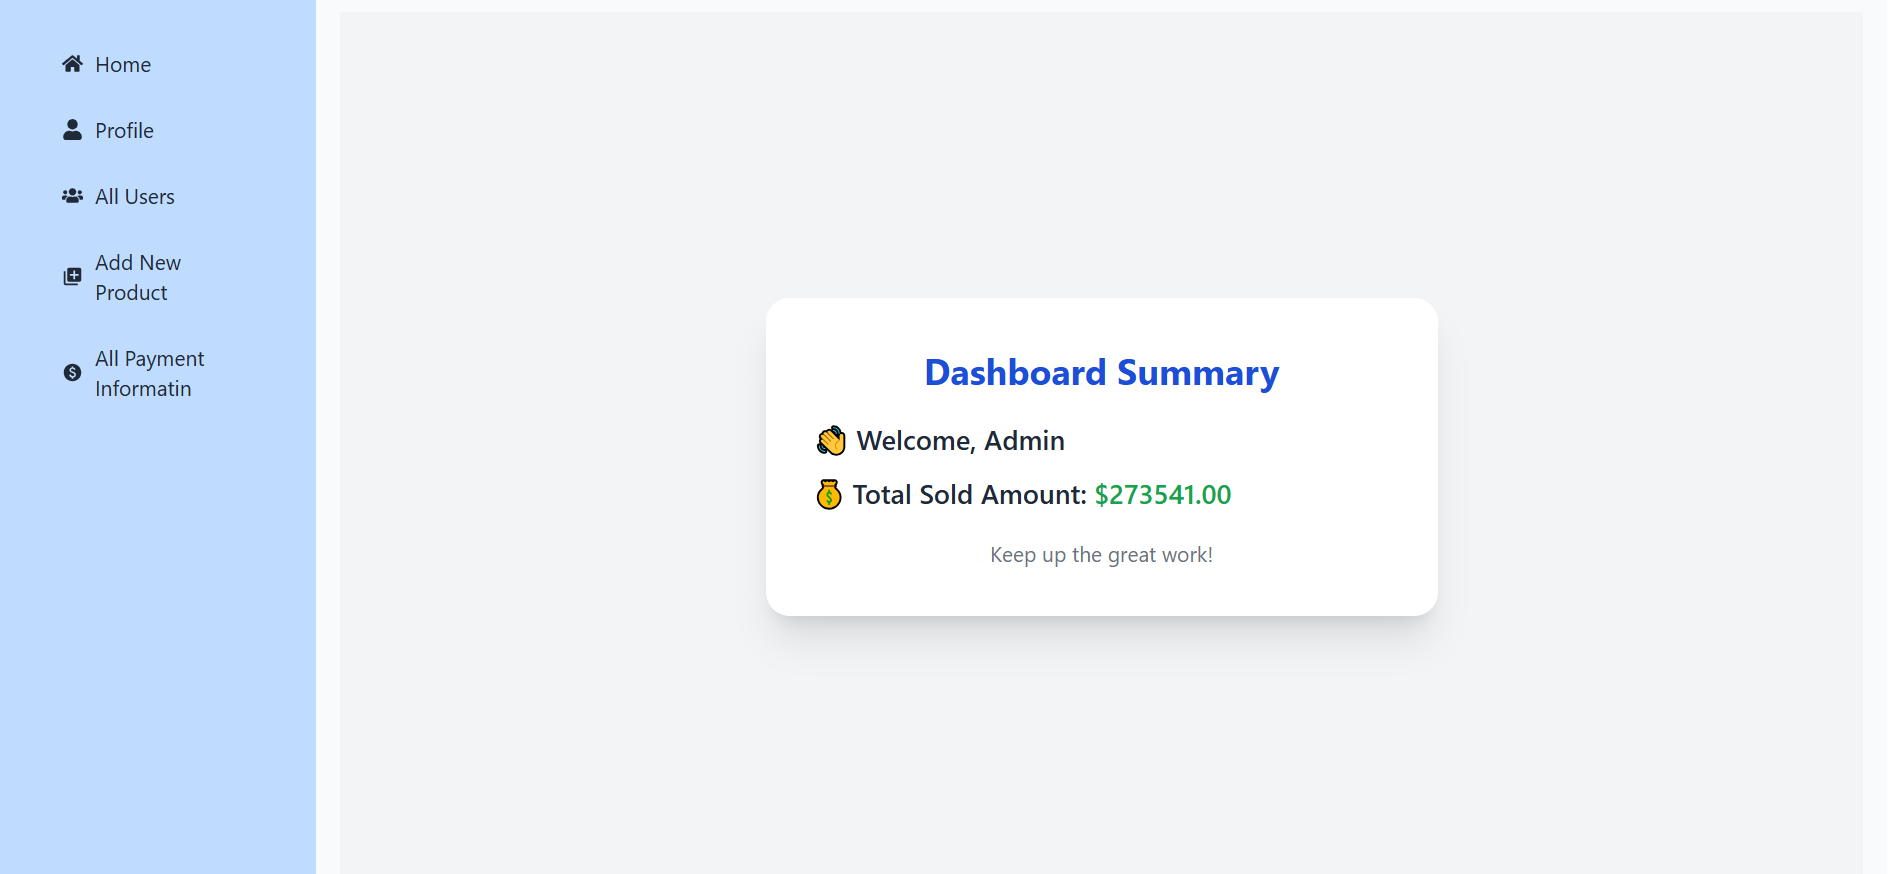 Home
Profile
All Users
Add New
Product
All Payment
Informatin
Dashboard Summary
👋 Welcome, Admin
💰 Total Sold Amount: $273541.00
Keep up the great work!